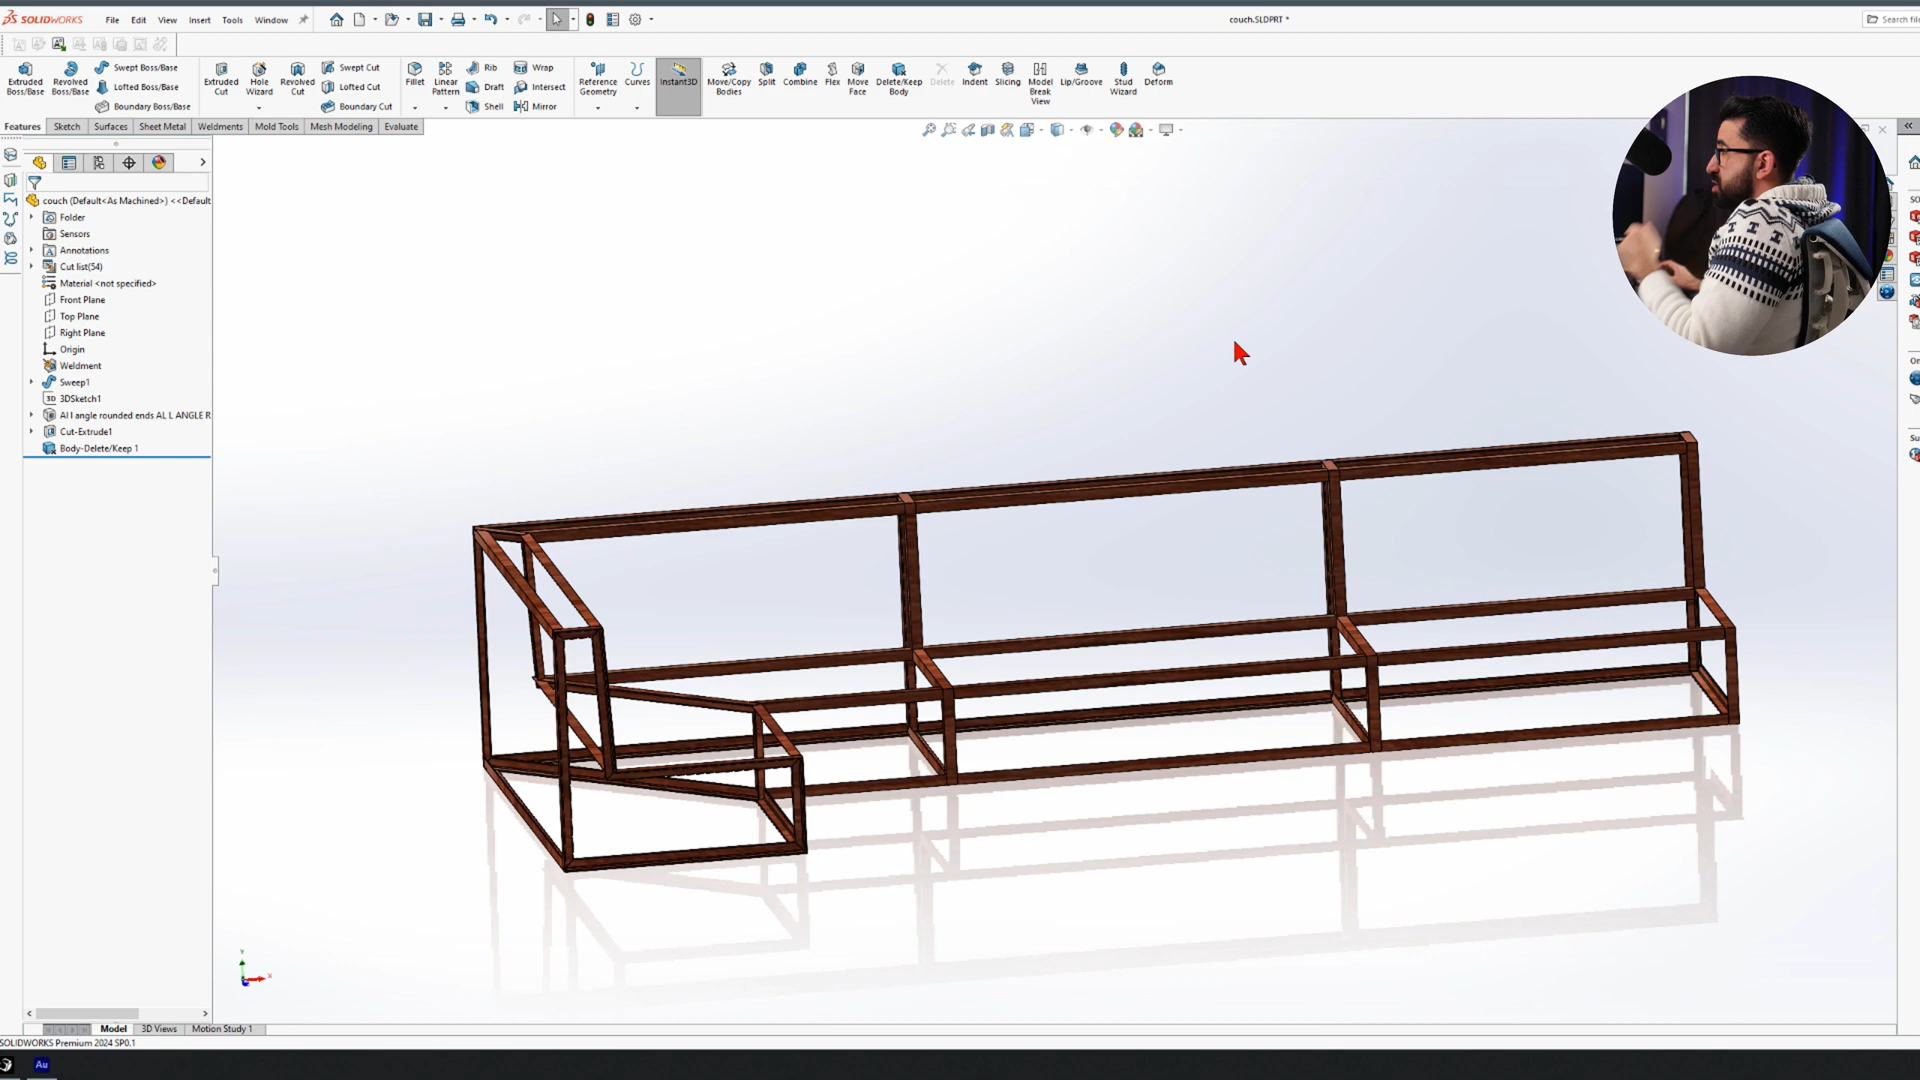 SOLIDWORKS File Edit View Insert Tools Window
couch.SLDPRT *
Search file
Extruded Boss/Base
Revolved Boss/Base
Swept Boss/Base
Lofted Boss/Base
Boundary Boss/Base
Extruded Cut
Hole Wizard
Revolved Cut
Swept Cut
Lofted Cut
Boundary Cut
Fillet
Linear Pattern
Rib
Draft
Shell
Wrap
Intersect
Mirror
Reference Geometry
Curves
Instant3D
Move/Copy Bodies
Split
Combine
Flex
Move Face
Delete/Keep Body
Delete
Indent
Slicing
Model Break View
Lip/Groove
Stud Wizard
Deform
Features Sketch Surfaces Sheet Metal Weldments Mold Tools Mesh Modeling Evaluate
couch (Default<As Machined>) <<Default
Folder
Sensors
Annotations
Cut list(54)
Material <not specified>
Front Plane
Top Plane
Right Plane
Origin
Weldment
Sweep1
3D 3DSketch1
Al l angle rounded ends AL L ANGLE R
Cut-Extrude1
Body-Delete/Keep 1
SO
On
Su
Y
X
Model 3D Views Motion Study 1
SOLIDWORKS Premium 2024 SP0.1
Au